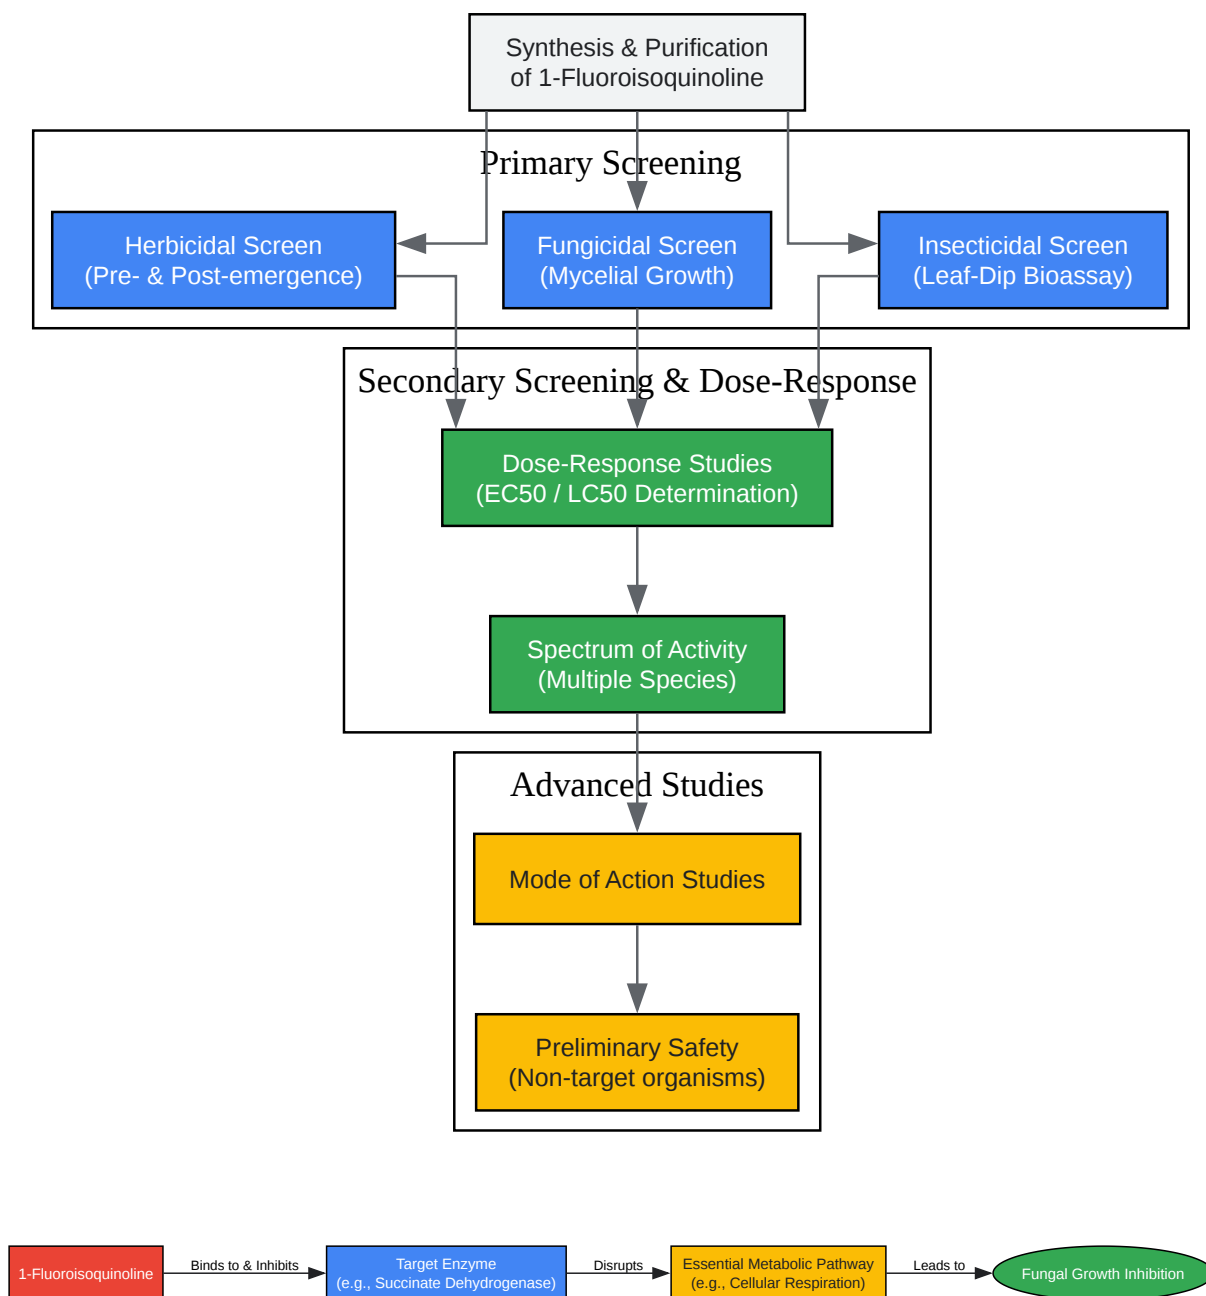 Synthesis & Purification
of 1-Fluoroisoquinoline
Primary Screening
Herbicidal Screen
(Pre- & Post-emergence)
Fungicidal Screen
(Mycelial Growth)
Insecticidal Screen
(Leaf-Dip Bioassay)
Secondary Screening & Dose-Response
Dose-Response Studies
(EC50 / LC50 Determination)
Spectrum of Activity
(Multiple Species)
Advanced Studies
Mode of Action Studies
Preliminary Safety
(Non-target organisms)
1-Fluoroisoquinoline
Binds to & Inhibits
Target Enzyme
(e.g., Succinate Dehydrogenase)
Disrupts
Essential Metabolic Pathway
(e.g., Cellular Respiration)
Leads to
Fungal Growth Inhibition